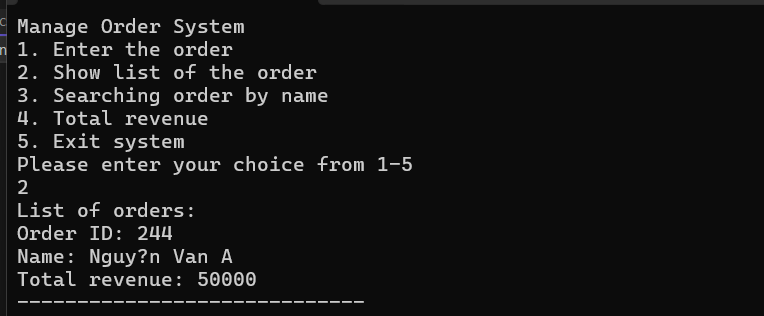 Manage Order System
1. Enter the order
2. Show list of the order
3. Searching order by name
4. Total revenue
5. Exit system
Please enter your choice from 1-5
2
List of orders:
Order ID: 244
Name: Nguy?n Van A
Total revenue: 50000
-----------------------------